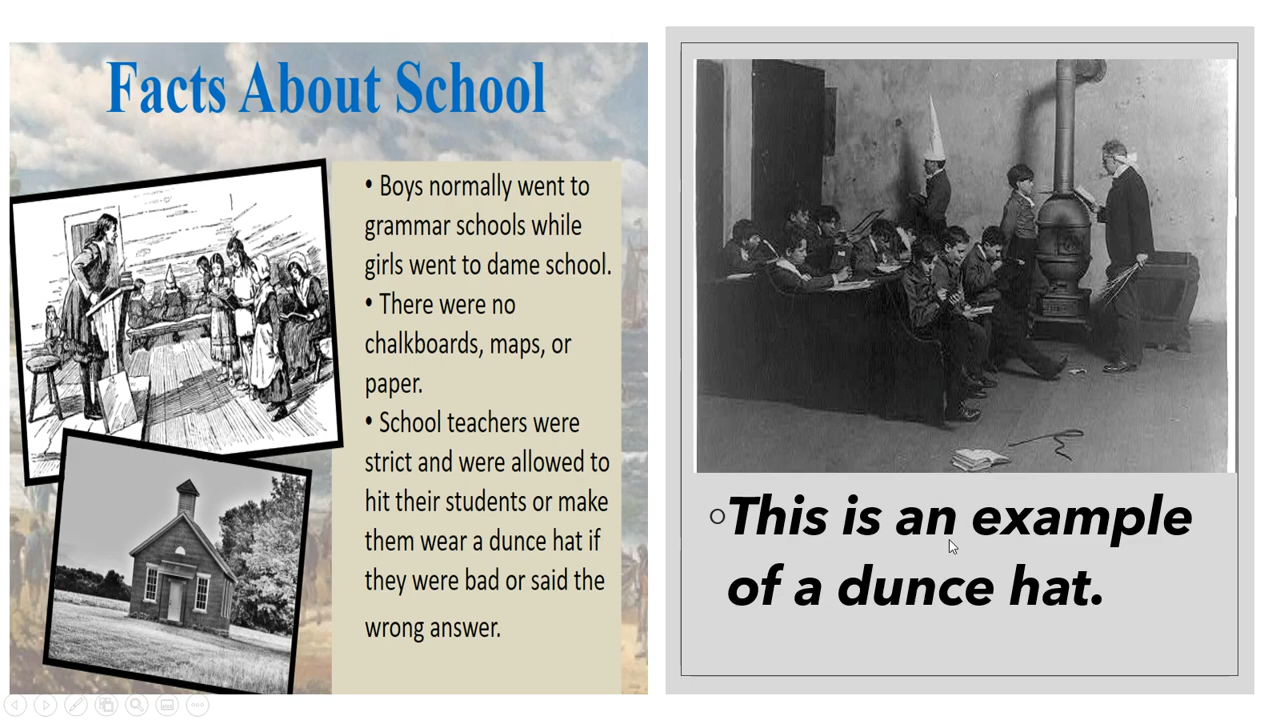 Facts About School
• Boys normally went to
grammar schools while
girls went to dame school.
• There were no
chalkboards, maps, or
paper.
• School teachers were
strict and were allowed to
hit their students or make
them wear a dunce hat if
they were bad or said the
wrong answer.
This is an example
of a dunce hat.